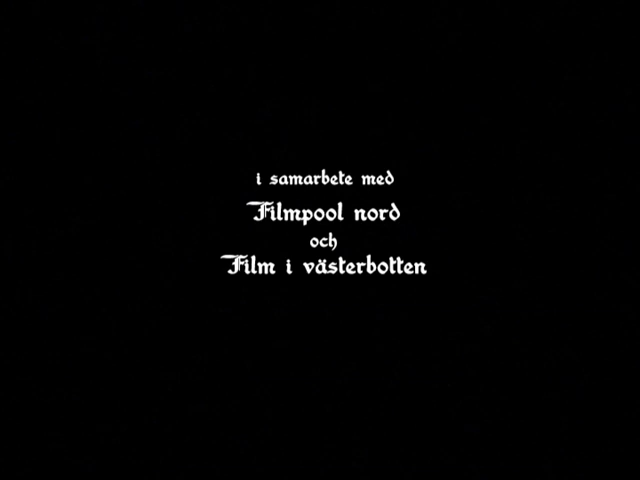 i samarbete med
Filmpool nord
och
Film i västerbotten